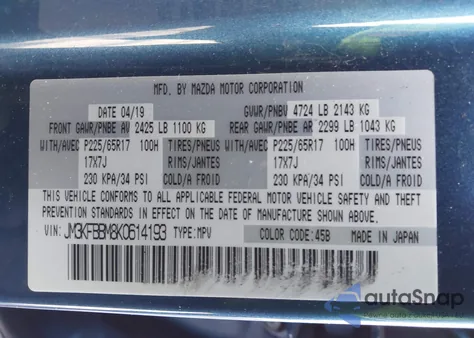 MFD. BY MAZDA MOTOR CORPORATION
DATE 04/19 GVWR/PNBV 4724 LB 2143 KG
FRONT GAWR/PNBE AV 2425 LB 1100 KG REAR GAWR/PNBE AR 2299 LB 1043 KG
WITH/AVEC P225/65R17 100H TIRES/PNEUS WITH/AVEC P225/65R17 100H TIRES/PNEUS
17X7J RIMS/JANTES 17X7J RIMS/JANTES
230 KPA/34 PSI COLD/A FROID 230 KPA/34 PSI COLD/A FROID
THIS VEHICLE CONFORMS TO ALL APPLICABLE FEDERAL MOTOR VEHICLE SAFETY AND THEFT
PREVENTION STANDARDS IN EFFECT ON THE DATE OF MANUFACTURE SHOWN ABOVE.
JM3KFBBM8K0614193 TYPE:MPV COLOR CODE:45B MADE IN JAPAN
autoSnap